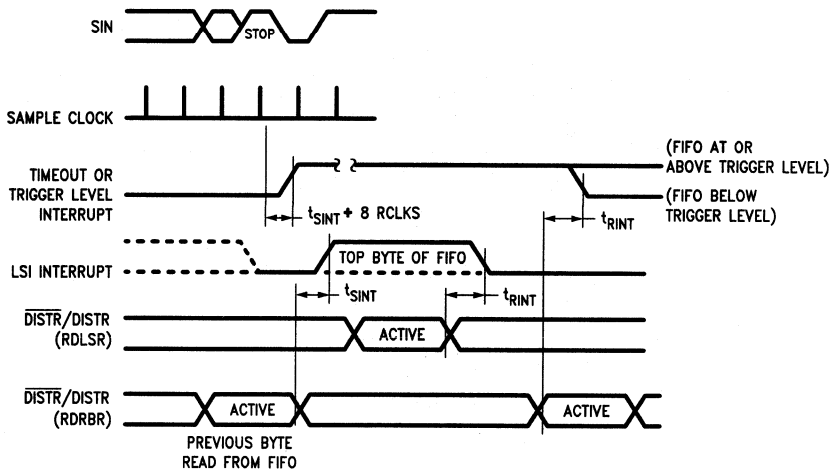 SIN
STOP
SAMPLE CLOCK
TIMEOUT OR
TRIGGER LEVEL
INTERRUPT
(FIFO AT OR
ABOVE TRIGGER LEVEL)
(FIFO BELOW
TRIGGER LEVEL)
tSINT + 8 RCLKS
tRINT
LSI INTERRUPT
TOP BYTE OF FIFO
tSINT
tRINT
DISTR/DISTR
(RDLSR)
ACTIVE
DISTR/DISTR
(RDRBR)
ACTIVE
ACTIVE
PREVIOUS BYTE
READ FROM FIFO